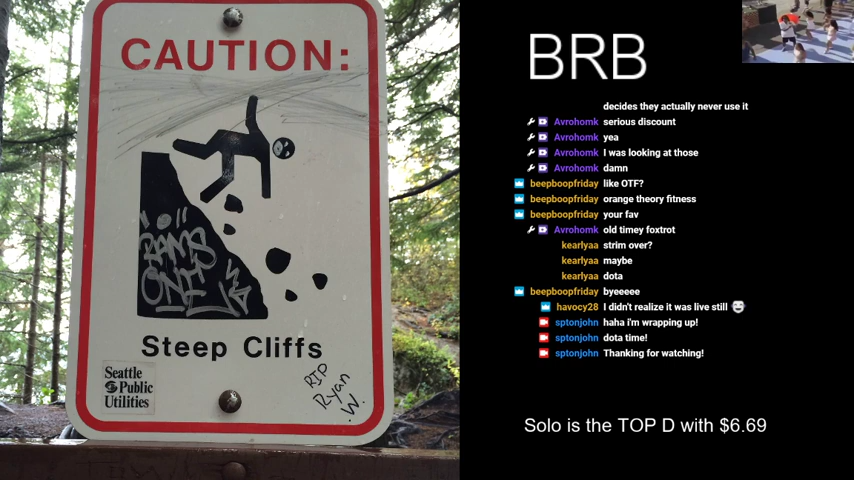 CAUTION:
"RAMS
ONE"
Steep Cliffs
Seattle
Public
Utilities
RIP
Ryan
W.
BRB
decides they actually never use it
Avrohomk serious discount
Avrohomk yea
Avrohomk I was looking at those
Avrohomk damn
beepboopfriday like OTF?
beepboopfriday orange theory fitness
beepboopfriday your fav
Avrohomk old timey foxtrot
kearlyaa strim over?
kearlyaa maybe
kearlyaa dota
beepboopfriday byeeeee
havocy28 I didn't realize it was live still
sptonjohn haha i'm wrapping up!
sptonjohn dota time!
sptonjohn Thanking for watching!
Solo is the TOP D with $6.69